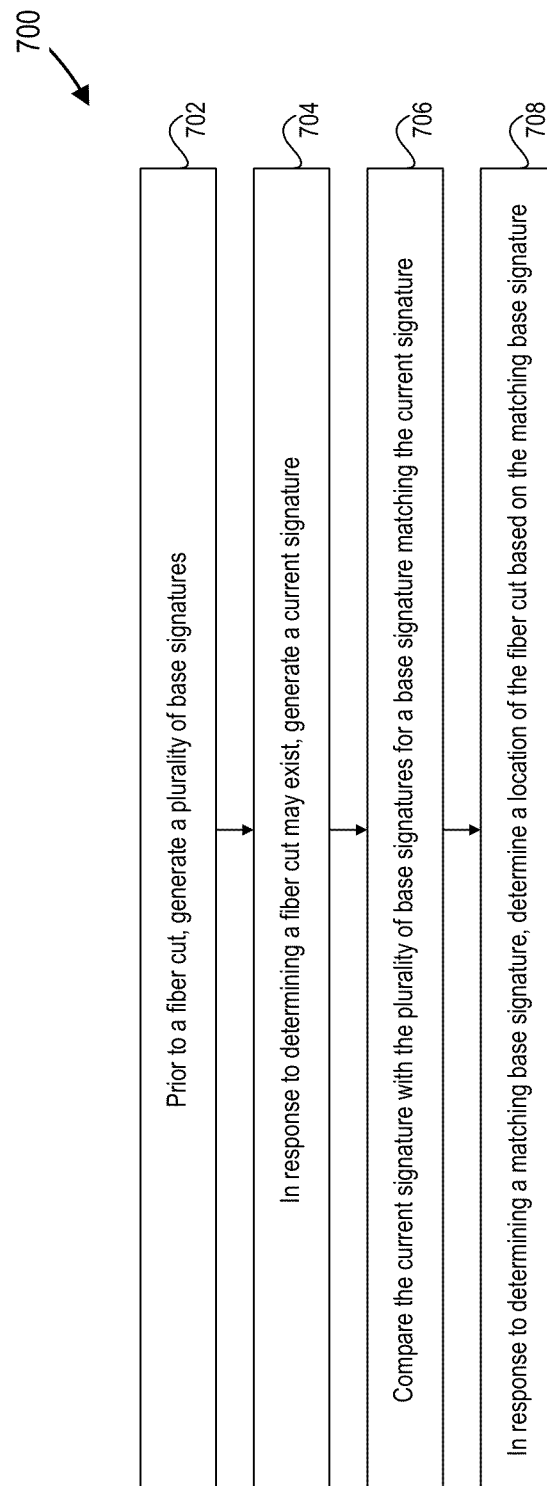 700
702
Prior to a fiber cut, generate a plurality of base signatures
704
In response to determining a fiber cut may exist, generate a current signature
706
Compare the current signature with the plurality of base signatures for a base signature matching the current signature
708
In response to determining a matching base signature, determine a location of the fiber cut based on the matching base signature